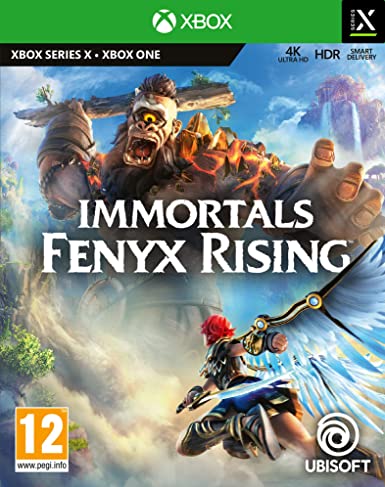 XBOX
X
SERIES
XBOX SERIES X • XBOX ONE
4K
ULTRA HD
HDR
SMART
DELIVERY
IMMORTALS
FENYX RISING™
12
www.pegi.info
UBISOFT